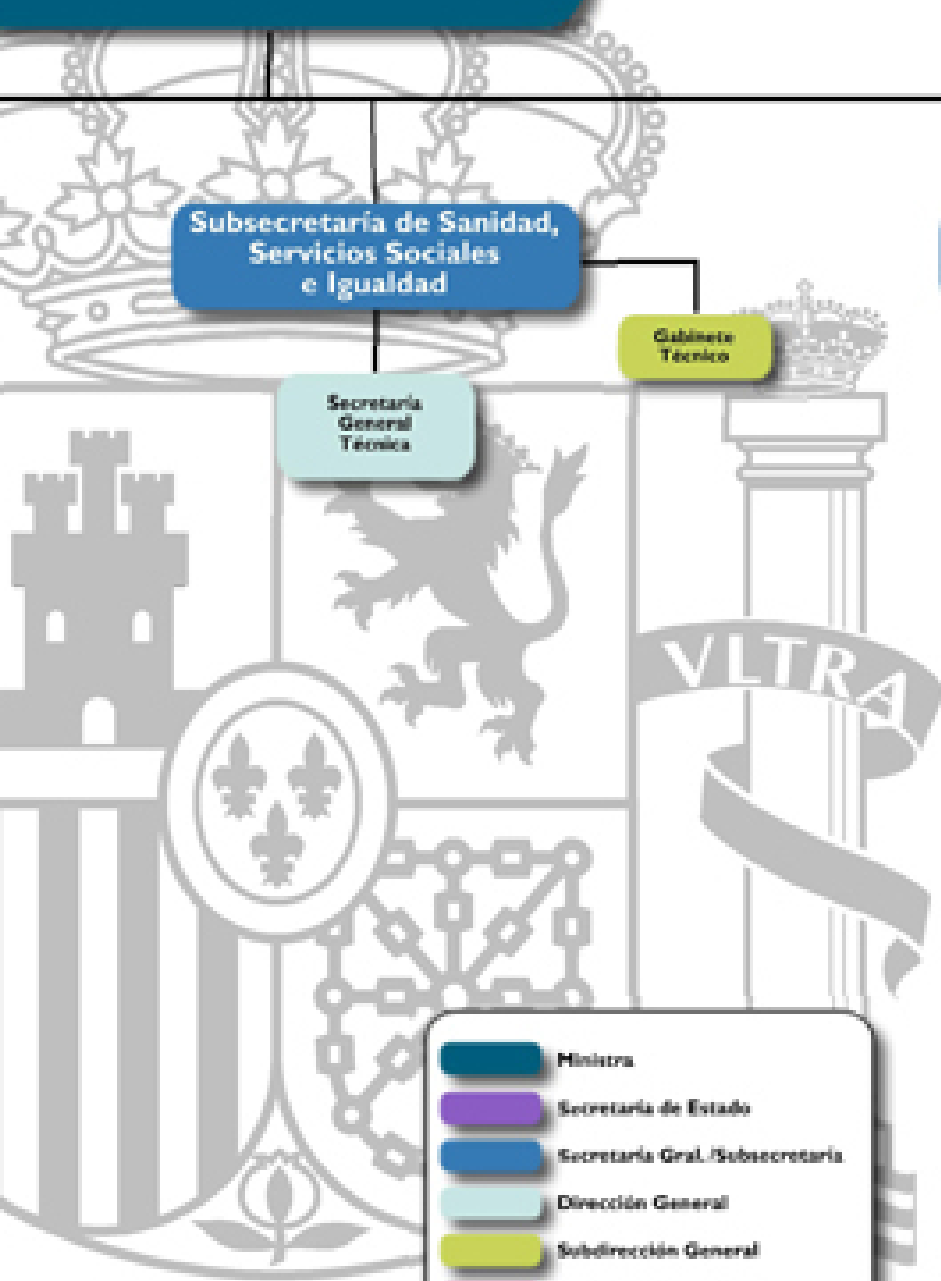 Subsecretaría de Sanidad,
Servicios Sociales
e Igualdad
Gabinete
Técnico
Secretaría
General
Técnica
VLTRA
Ministra
Secretaría de Estado
Secretaría Gral./Subsecretaría
Dirección General
Subdirección General